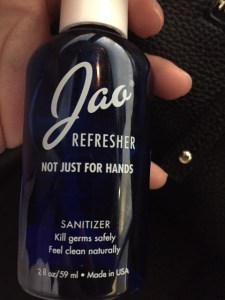 Jao
REFRESHER
NOT JUST FOR HANDS
SANITIZER
Kill germs safely
Feel clean naturally
2 fl oz/59 ml • Made in USA